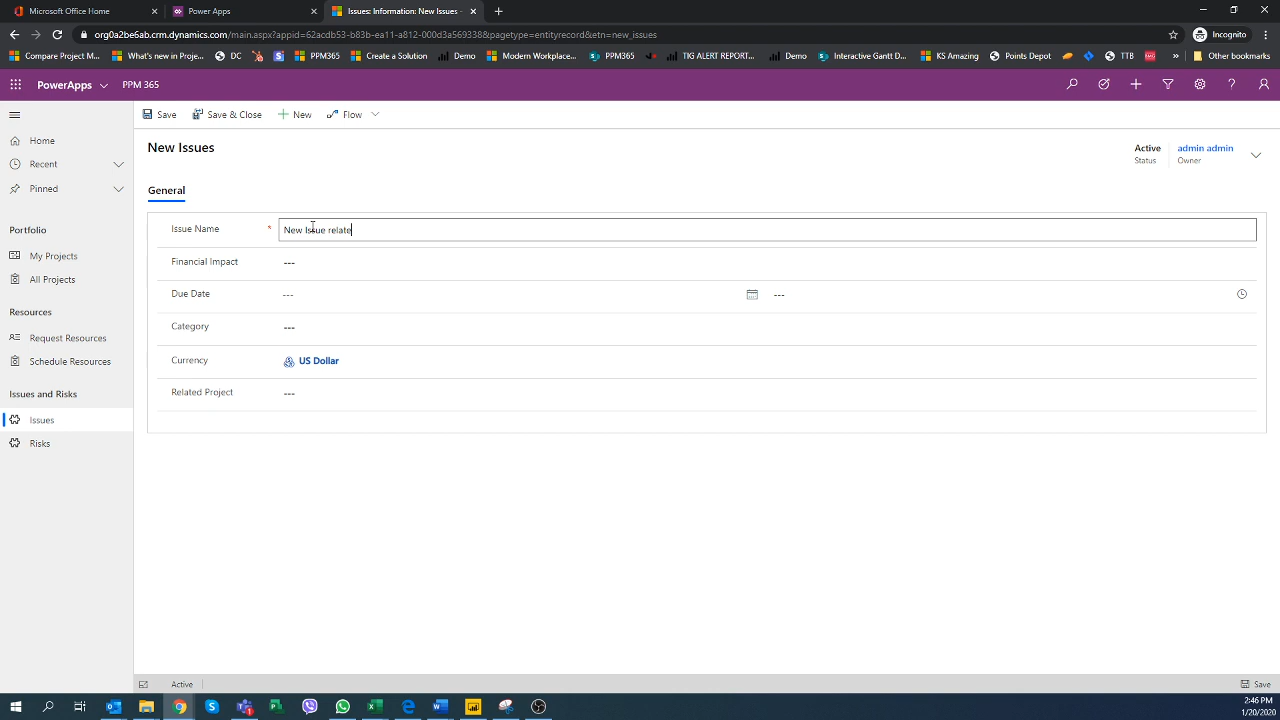 Microsoft Office Home
Power Apps
Issues: Information: New Issues -
Incognito
org0a2be6ab.crm.dynamics.com/main.aspx?appid=62acdb53-b83b-ea11-a812-000d3a569338&pagetype=entityrecord&etn=new_issues
Compare Project M...
What's new in Proje...
DC
PPM365
Create a Solution
Demo
Modern Workplace...
PPM365
TIG ALERT REPORT...
Demo
Interactive Gantt D...
KS Amazing
Points Depot
TTB
»
Other bookmarks
PowerApps
PPM 365
Save
Save & Close
New
Flow
Home
Recent
Pinned
Portfolio
My Projects
All Projects
Resources
Request Resources
Schedule Resources
Issues and Risks
Issues
Risks
New Issues
Active
Status
admin admin
Owner
General
Issue Name * New Issue relate
Financial Impact ---
Due Date --- ---
Category ---
Currency US Dollar
Related Project ---
Active
Save
2:46 PM
1/20/2020